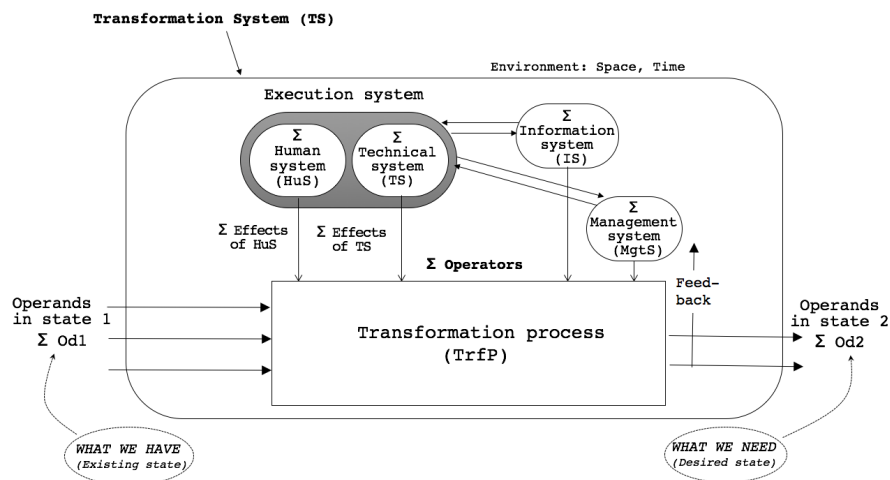 Transformation System (TS)
Environment: Space, Time
Execution system
Σ
Human
system
(HuS)
Σ
Technical
system
(TS)
Σ
Information
system
(IS)
Σ
Management
system
(MgtS)
Σ Effects
of HuS
Σ Effects
of TS
Σ Operators
Feed-
back
Operands
in state 1
Σ Od1
Transformation process
(TrfP)
Operands
in state 2
Σ Od2
WHAT WE HAVE
(Existing state)
WHAT WE NEED
(Desired state)